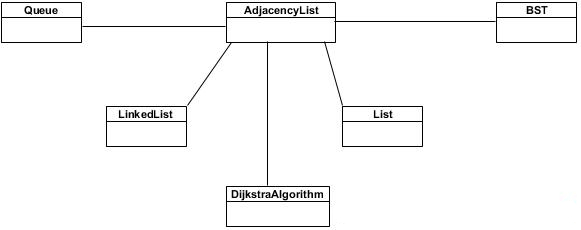 Queue
AdjacencyList
BST
LinkedList
List
DijkstraAlgorithm